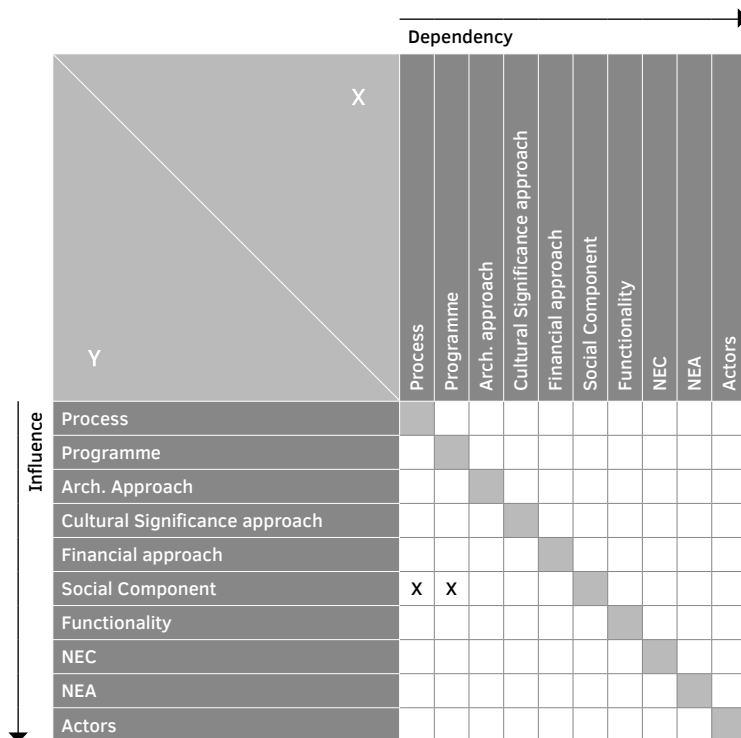 Dependency
X
Y
Process
Programme
Arch. approach
Cultural Significance approach
Financial approach
Social Component
Functionality
NEC
NEA
Actors
Influence
Process
Programme
Arch. Approach
Cultural Significance approach
Financial approach
Social Component X X
Functionality
NEC
NEA
Actors